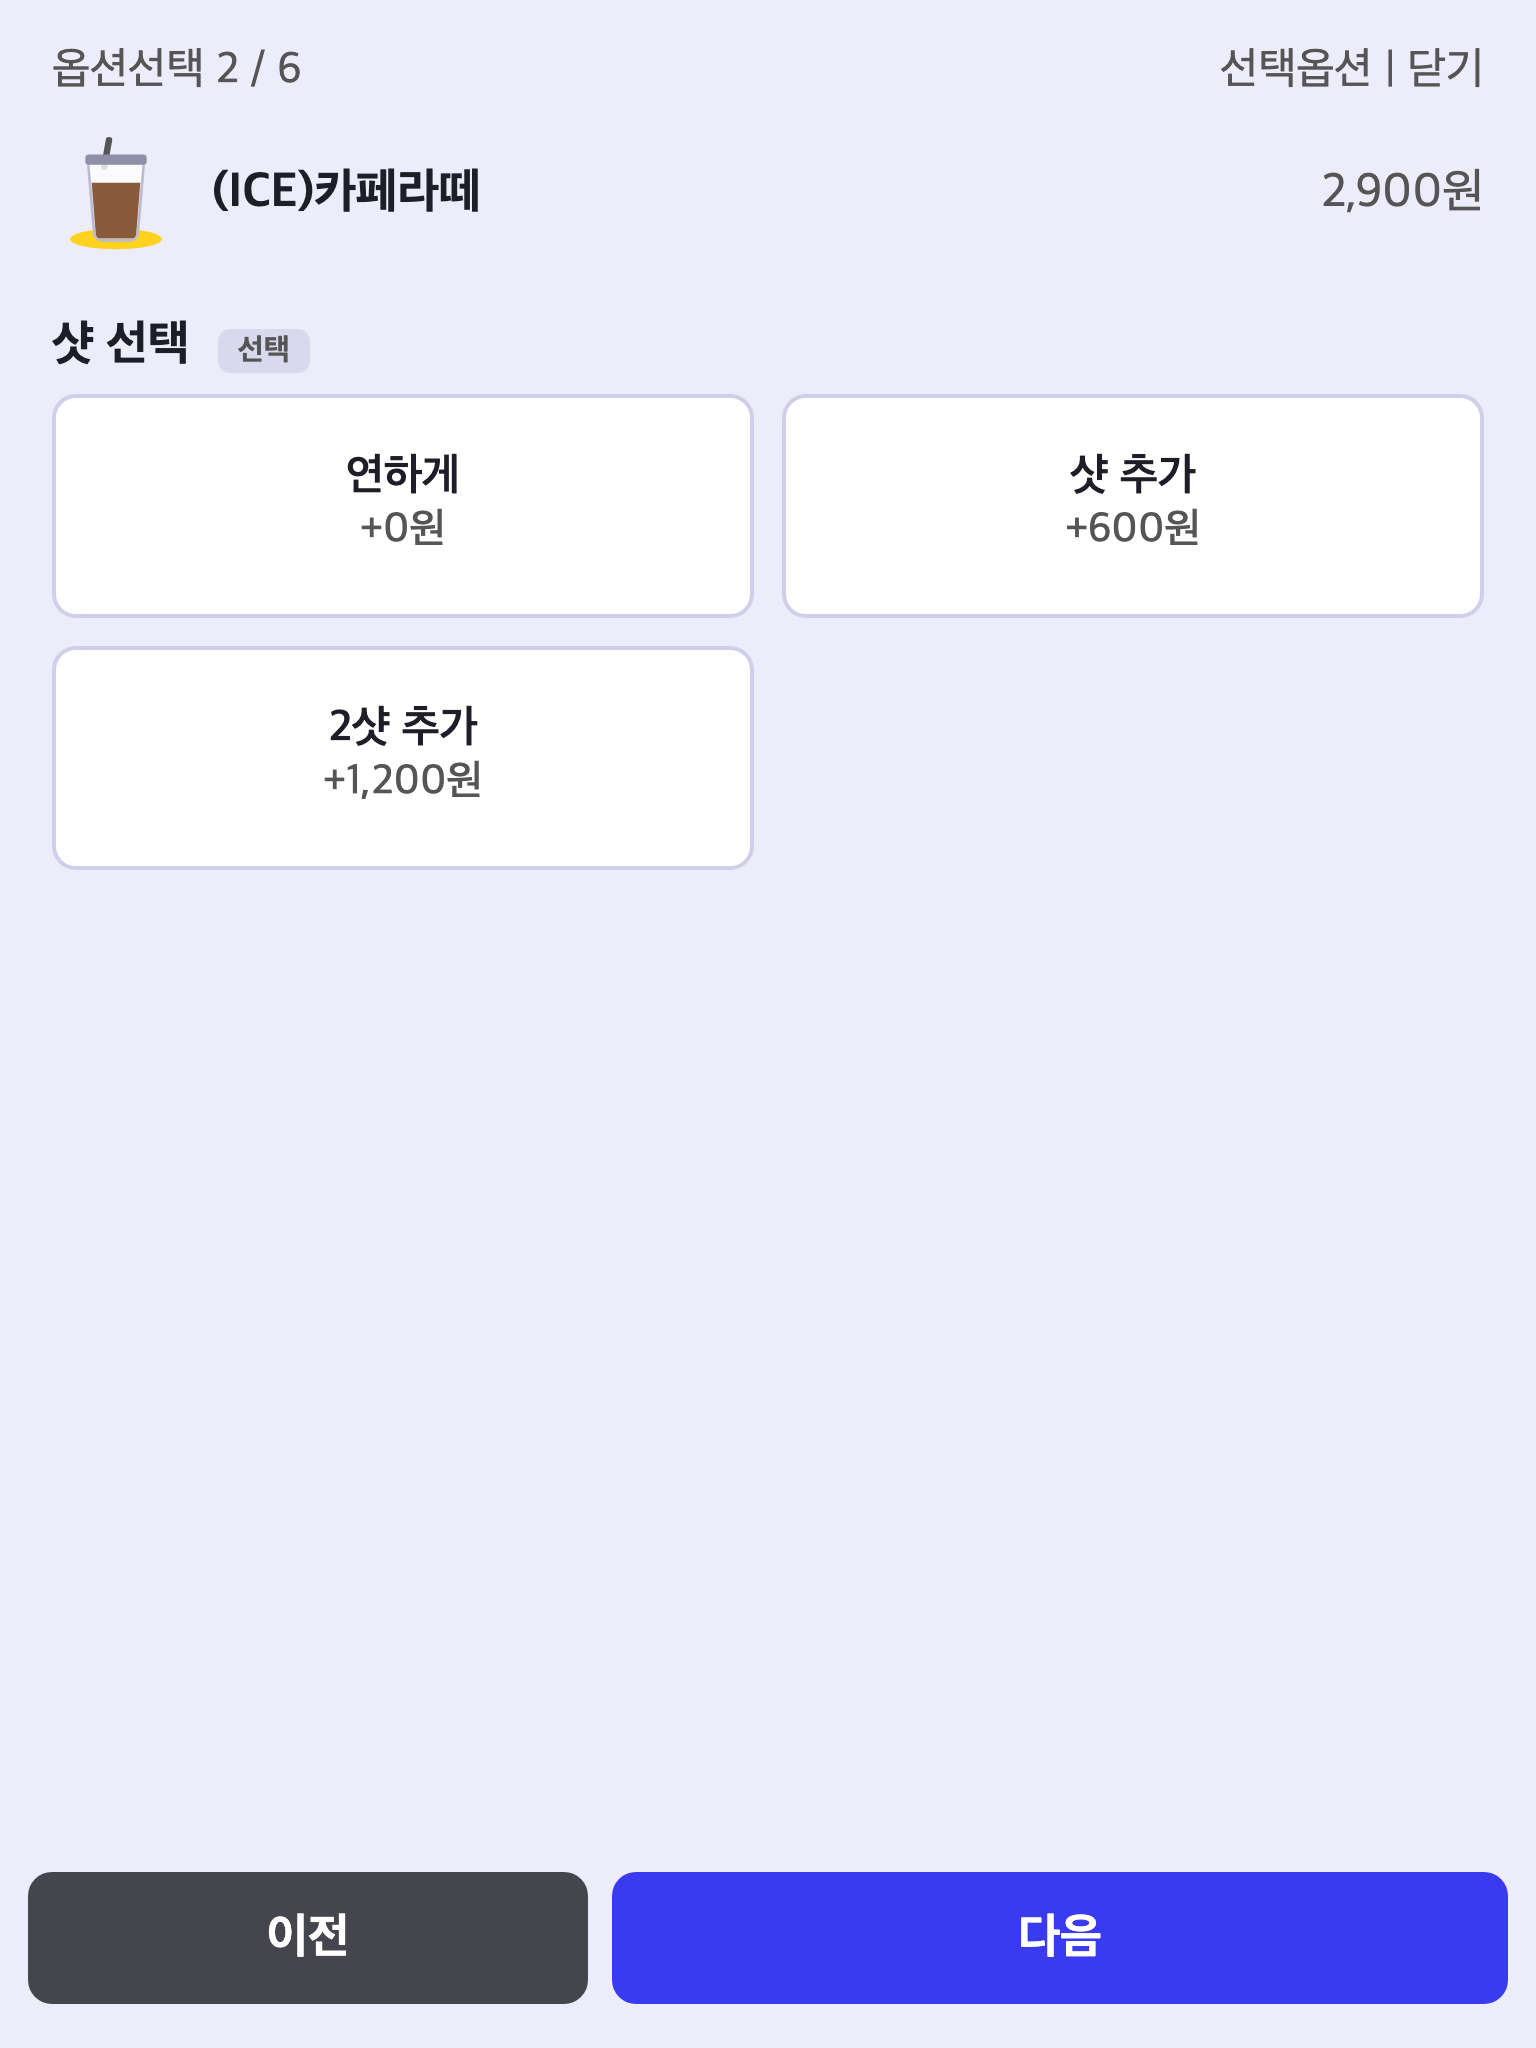 옵션선택 2 / 6
선택옵션 | 닫기
(ICE)카페라떼
2,900원
샷 선택 선택
연하게
+0원
샷 추가
+600원
2샷 추가
+1,200원
이전
다음